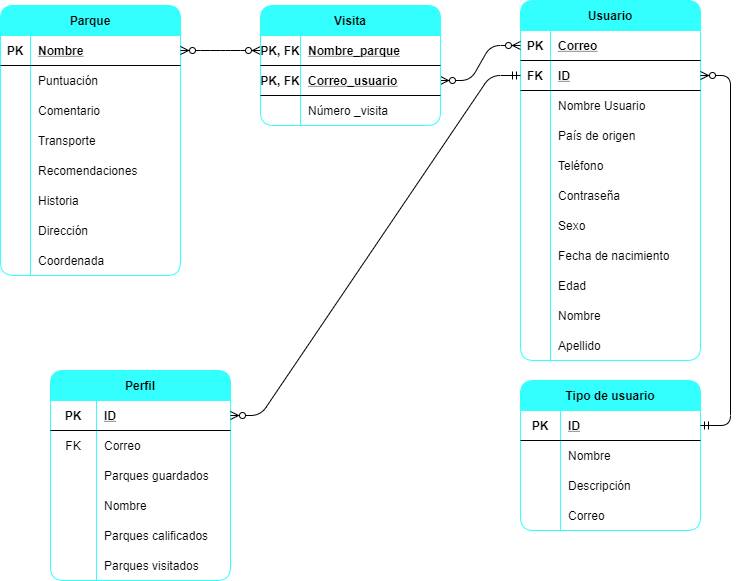 Parque
PK Nombre
Puntuación
Comentario
Transporte
Recomendaciones
Historia
Dirección
Coordenada
Visita
PK, FK Nombre_parque
PK, FK Correo_usuario
Número _visita
Usuario
PK Correo
FK ID
Nombre Usuario
País de origen
Teléfono
Contraseña
Sexo
Fecha de nacimiento
Edad
Nombre
Apellido
Perfil
PK ID
FK Correo
Parques guardados
Nombre
Parques calificados
Parques visitados
Tipo de usuario
PK ID
Nombre
Descripción
Correo